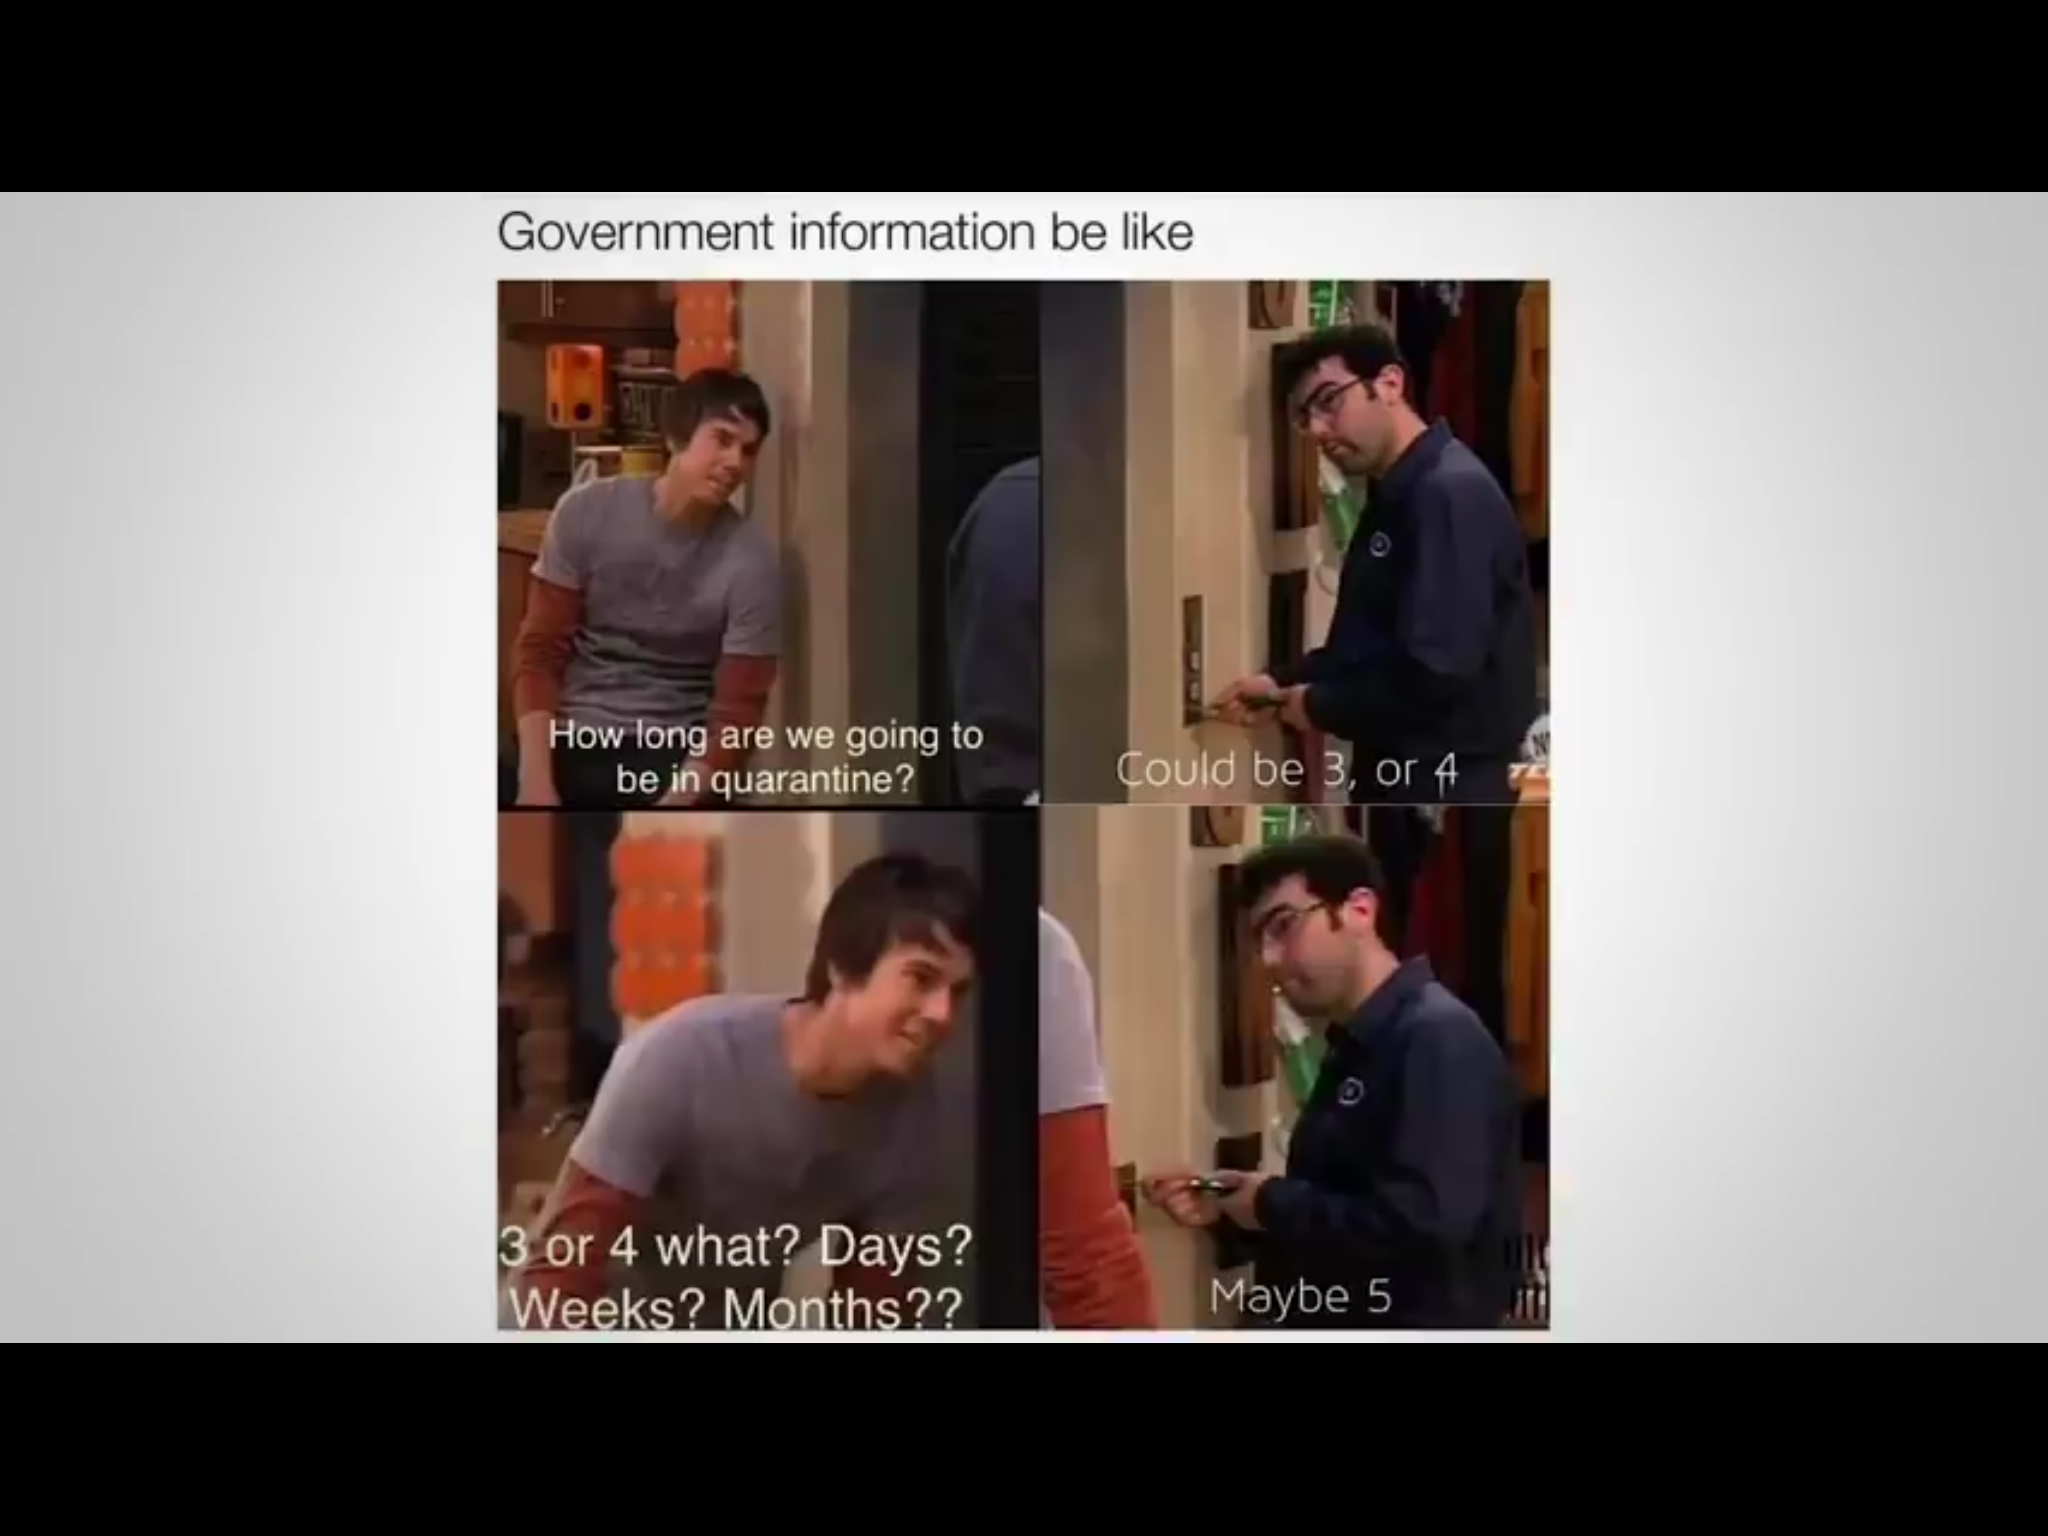 Government information be like
How long are we going to
be in quarantine?
Could be 3, or 4
3 or 4 what? Days?
Weeks? Months??
Maybe 5